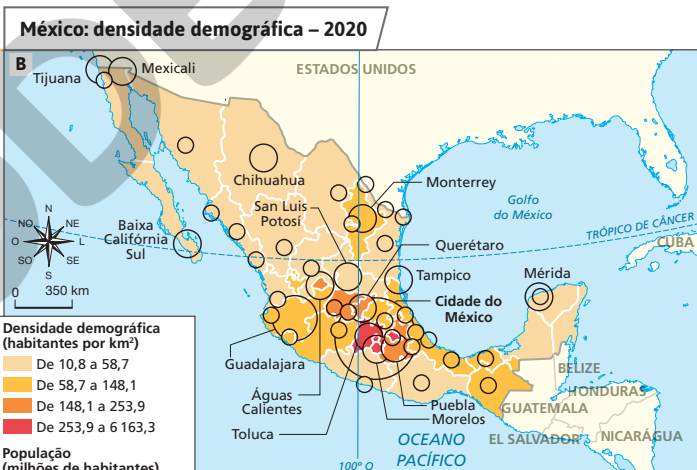 México: densidade demográfica – 2020
B
Tijuana
Mexicali
ESTADOS UNIDOS
Chihuahua
Monterrey
San Luis
Potosí
Golfo
do México
Baixa
Califórnia
Sul
Querétaro
TRÓPICO DE CÂNCER
CUBA
N
NO
NE
O
L
SO
SE
S
0
350 km
Tampico
Mérida
Cidade do
México
Densidade demográfica
(habitantes por km²)
De 10,8 a 58,7
De 58,7 a 148,1
De 148,1 a 253,9
De 253,9 a 6 163,3
Guadalajara
Águas
Calientes
Toluca
Puebla
Morelos
BELIZE
HONDURAS
GUATEMALA
EL SALVADOR
NICARÁGUA
OCEANO
PACÍFICO
100° O
População
(milhões de habitantes)